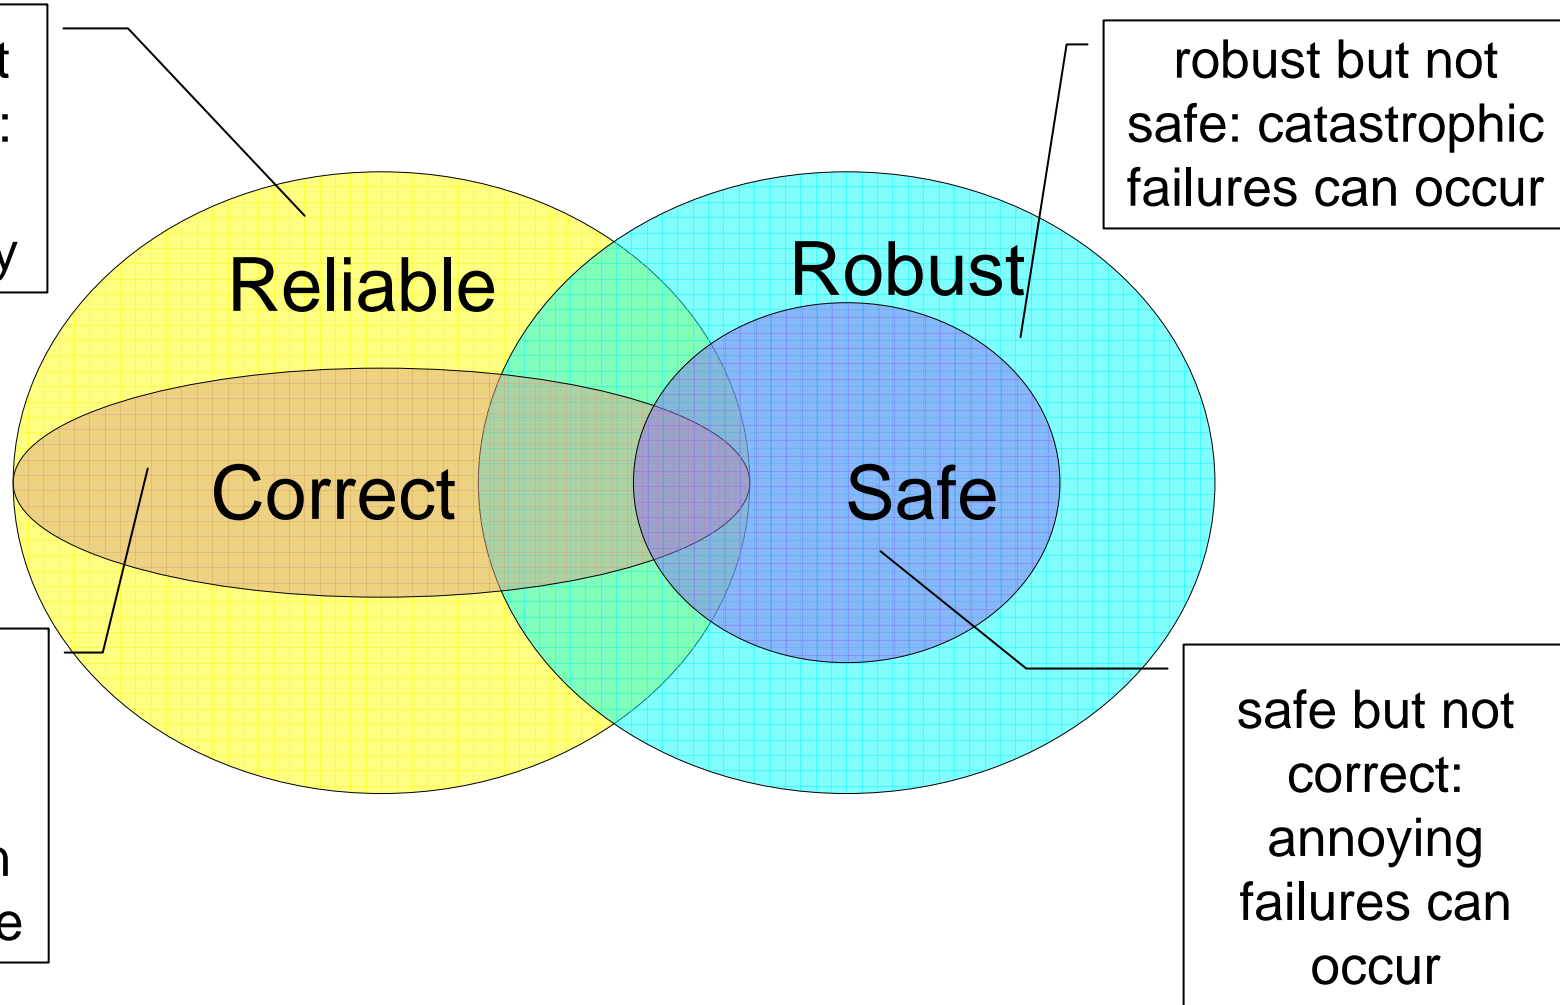 t
:
y
robust but not
safe: catastrophic
failures can occur
Reliable
Robust
Correct
Safe
n
e
safe but not
correct:
annoying
failures can
occur